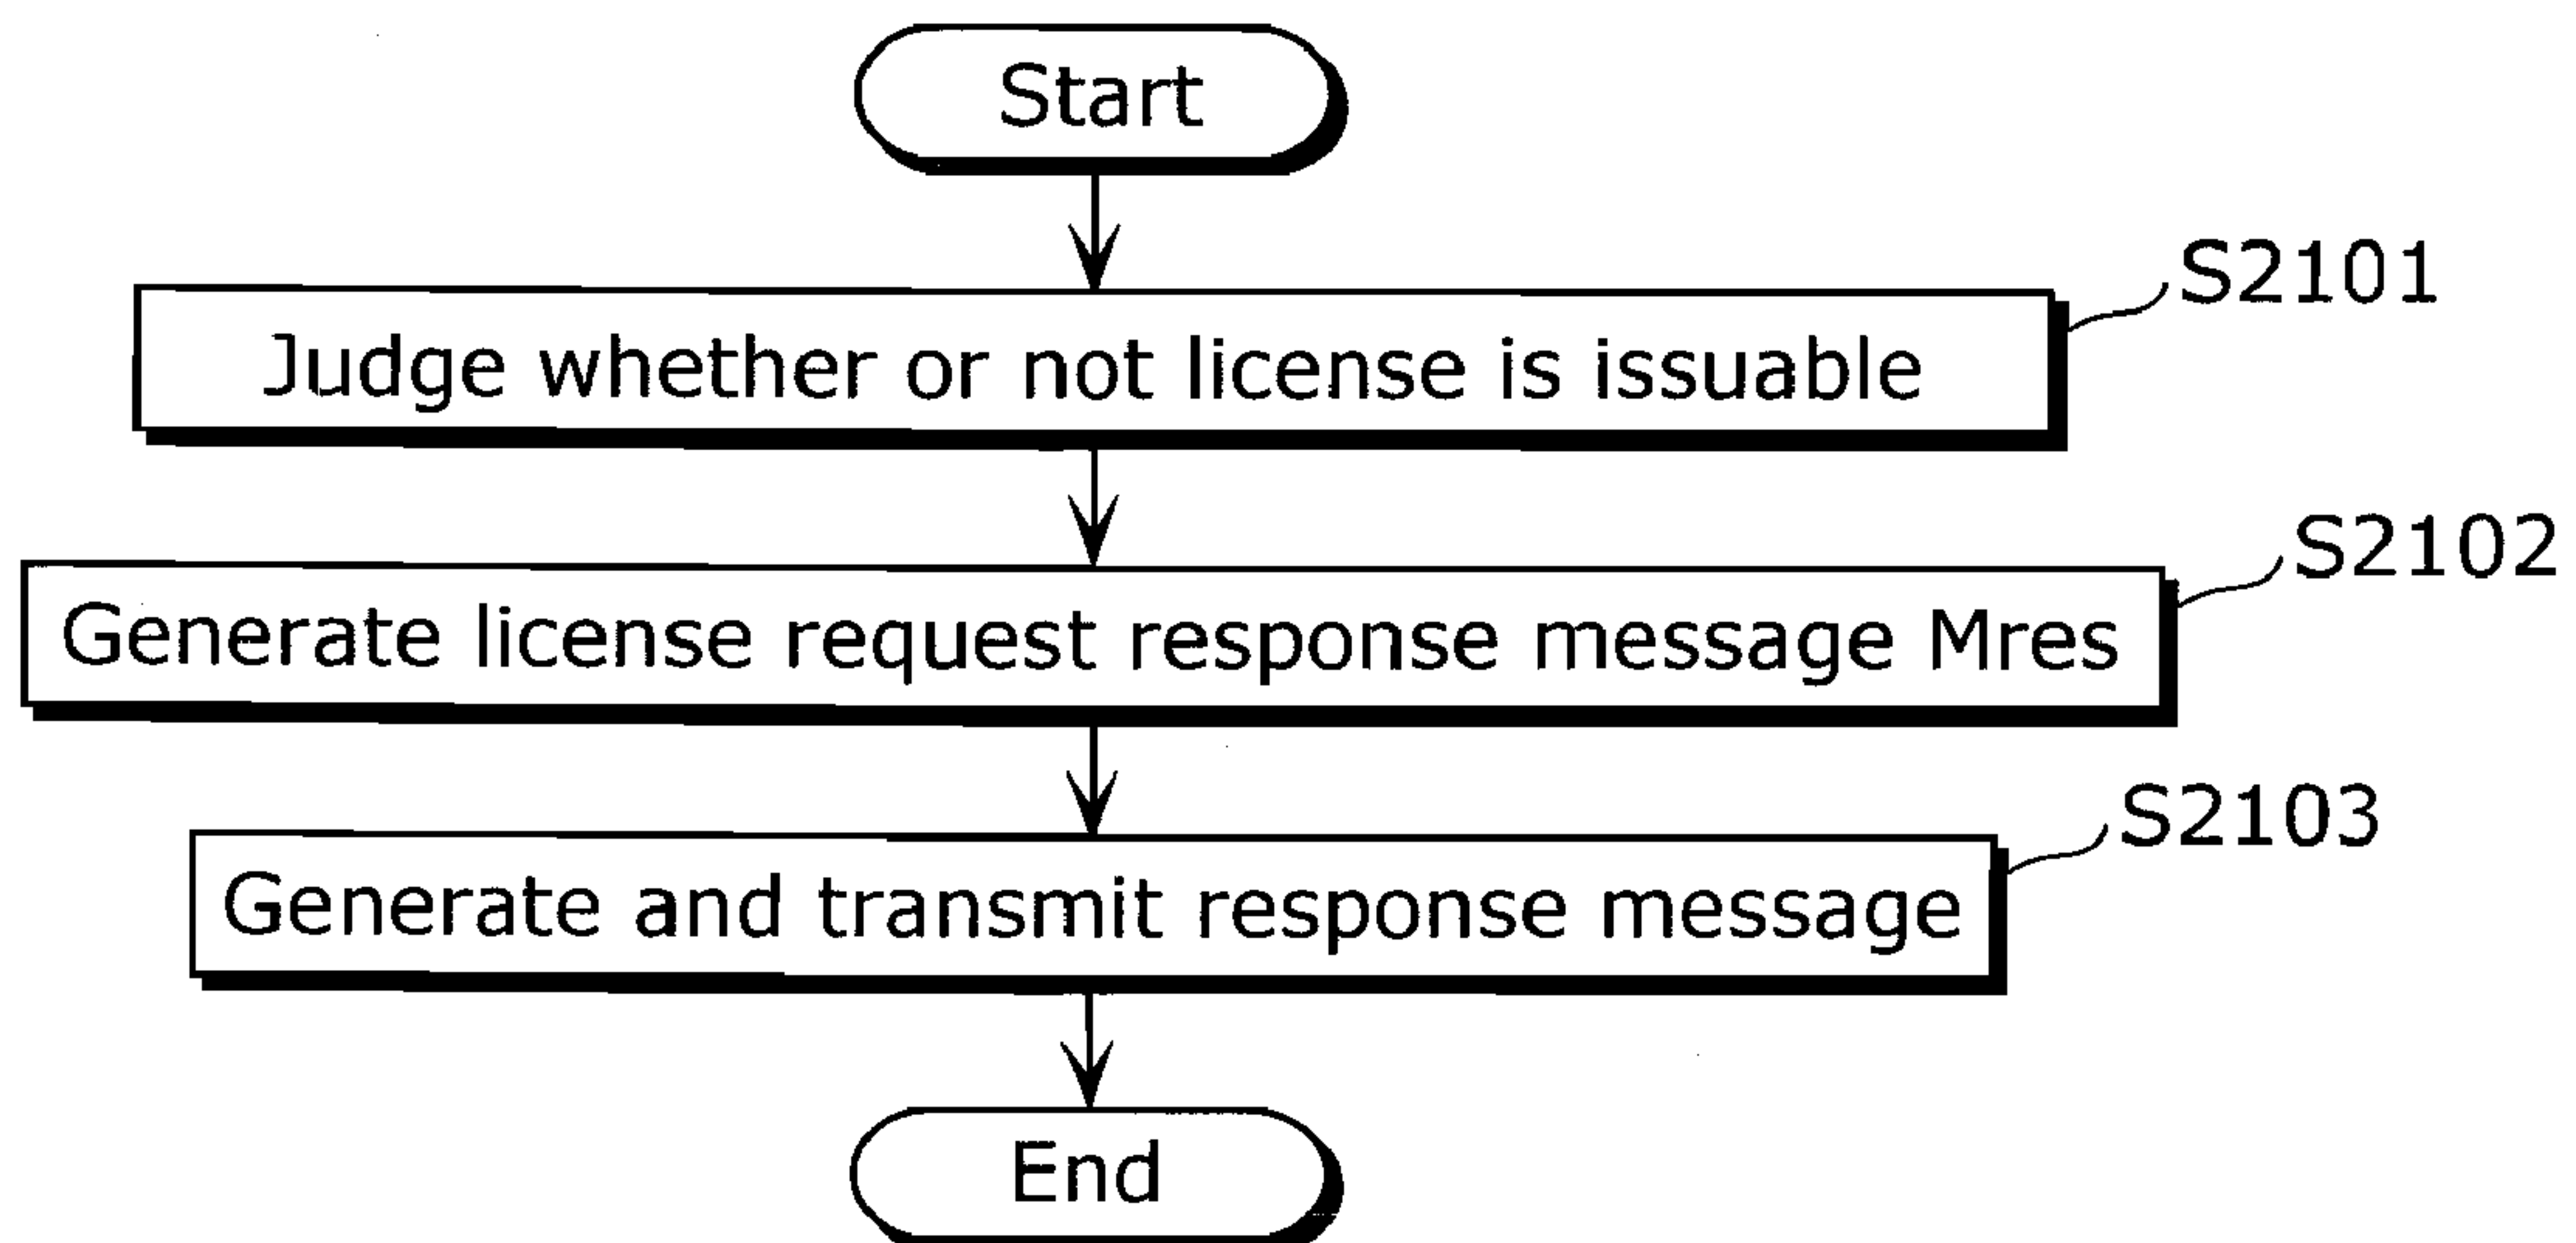 Start
S2101
Judge whether or not license is issuable
S2102
Generate license request response message Mres
S2103
Generate and transmit response message
End